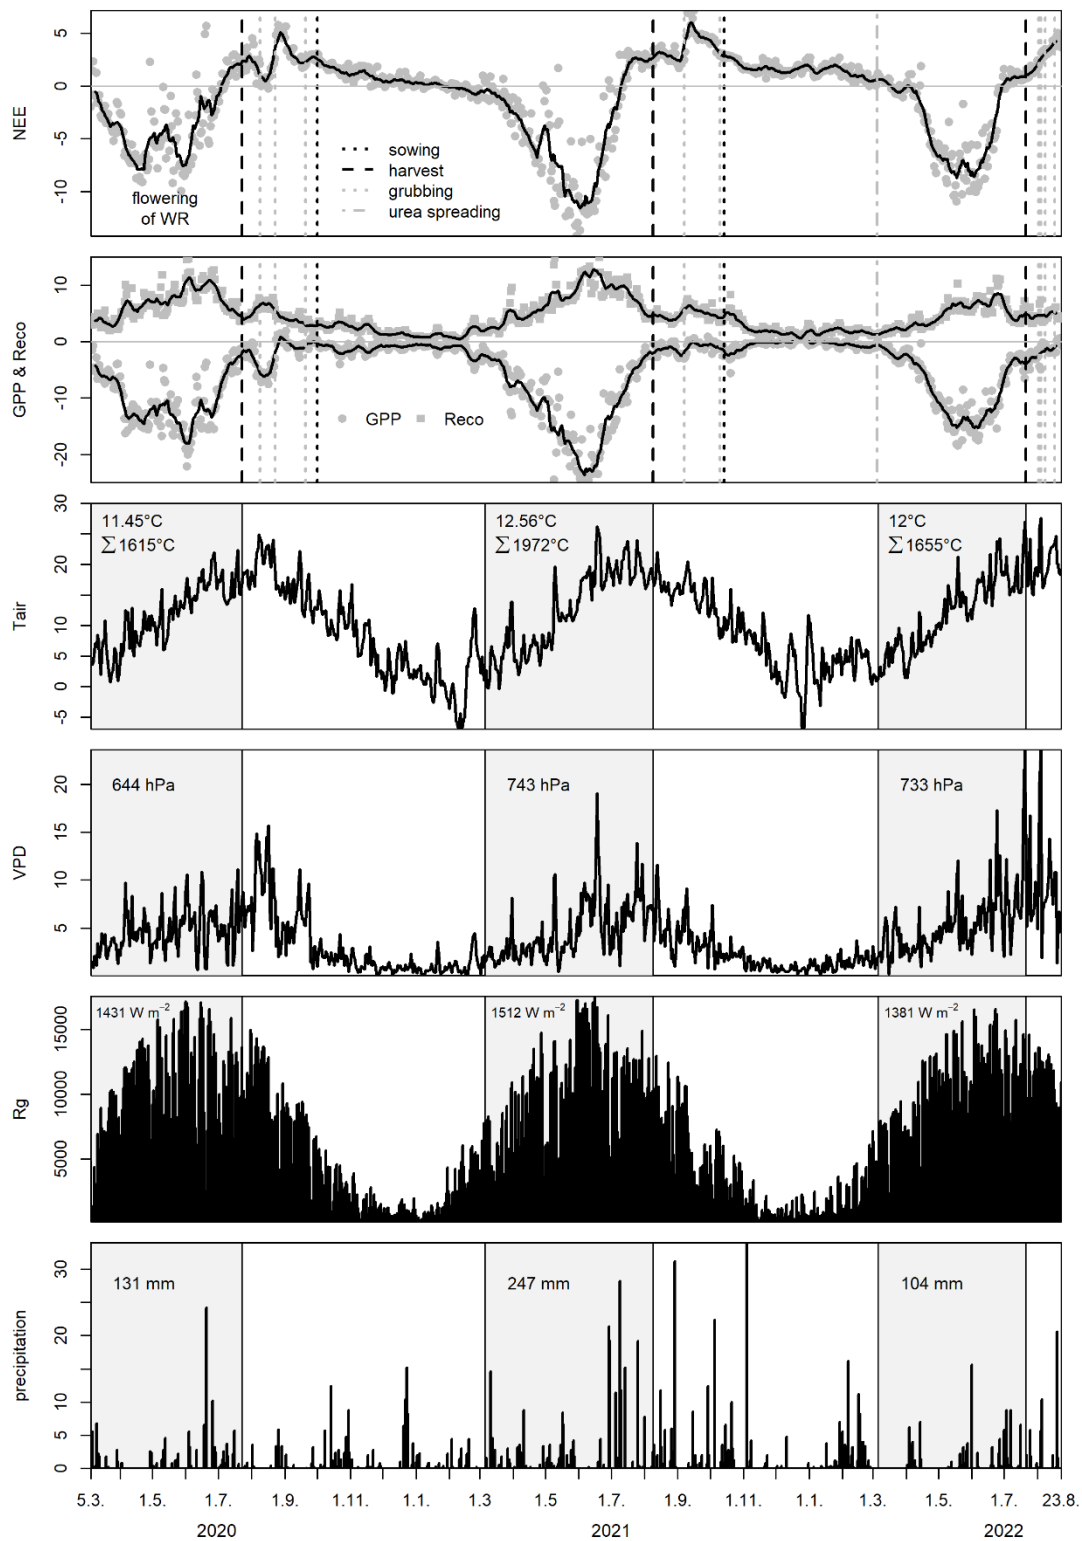 NEE
5
0
-5
-10
flowering
of WR
sowing
harvest
grubbing
urea spreading
GPP & Reco
10
0
-10
-20
GPP
Reco
Tair
30
20
10
5
0
-5
11.45°C
∑1615°C
12.56°C
∑1972°C
12°C
∑1655°C
VPD
20
15
10
5
644 hPa
743 hPa
733 hPa
Rg
15000
10000
5000
1431 W m⁻²
1512 W m⁻²
1381 W m⁻²
precipitation
30
20
10
5
0
131 mm
247 mm
104 mm
5.3. 1.5. 1.7. 1.9. 1.11. 1.1. 1.3 1.5 1.7. 1.9. 1.11. 1.1. 1.3. 1.5. 1.7. 23.8.
2020 2021 2022